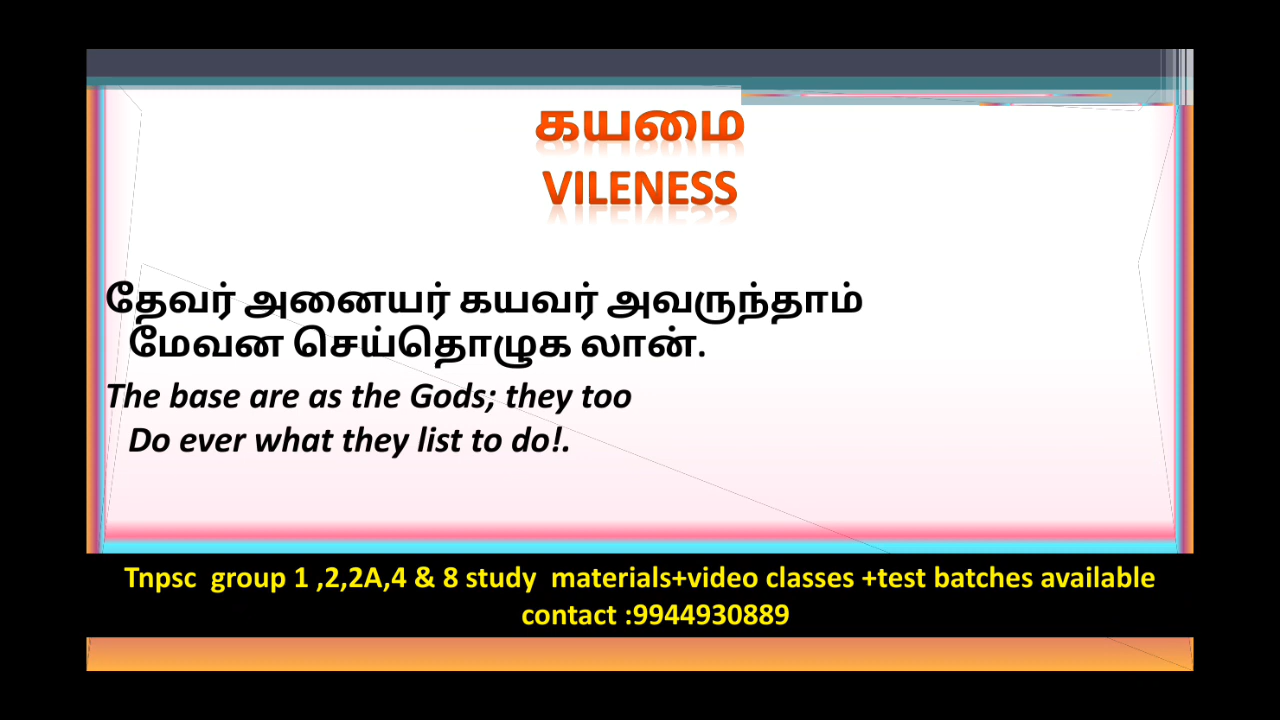 கயமை
VILENESS
தேவர் அனையர் கயவர் அவருந்தாம்
மேவன செய்தொழுக லான்.
The base are as the Gods; they too
Do ever what they list to do!.
Tnpsc  group 1 ,2,2A,4 & 8 study  materials+video classes +test batches available
contact :9944930889